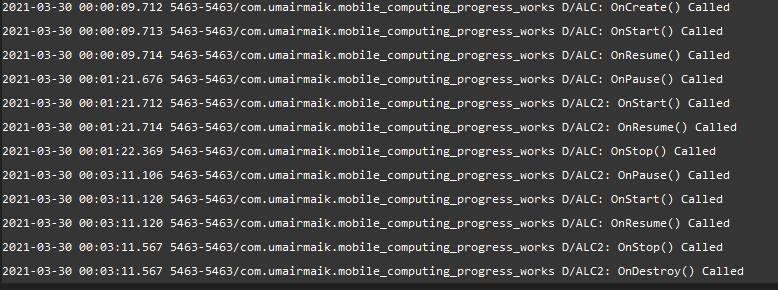 2021-03-30 00:00:09.712 5463-5463/com.umairmaik.mobile_computing_progress_works D/ALC: OnCreate() Called
2021-03-30 00:00:09.713 5463-5463/com.umairmaik.mobile_computing_progress_works D/ALC: OnStart() Called
2021-03-30 00:00:09.714 5463-5463/com.umairmaik.mobile_computing_progress_works D/ALC: OnResume() Called
2021-03-30 00:01:21.676 5463-5463/com.umairmaik.mobile_computing_progress_works D/ALC: OnPause() Called
2021-03-30 00:01:21.712 5463-5463/com.umairmaik.mobile_computing_progress_works D/ALC2: OnStart() Called
2021-03-30 00:01:21.714 5463-5463/com.umairmaik.mobile_computing_progress_works D/ALC2: OnResume() Called
2021-03-30 00:01:22.369 5463-5463/com.umairmaik.mobile_computing_progress_works D/ALC: OnStop() Called
2021-03-30 00:03:11.106 5463-5463/com.umairmaik.mobile_computing_progress_works D/ALC2: OnPause() Called
2021-03-30 00:03:11.120 5463-5463/com.umairmaik.mobile_computing_progress_works D/ALC: OnStart() Called
2021-03-30 00:03:11.120 5463-5463/com.umairmaik.mobile_computing_progress_works D/ALC: OnResume() Called
2021-03-30 00:03:11.567 5463-5463/com.umairmaik.mobile_computing_progress_works D/ALC2: OnStop() Called
2021-03-30 00:03:11.567 5463-5463/com.umairmaik.mobile_computing_progress_works D/ALC2: OnDestroy() Called